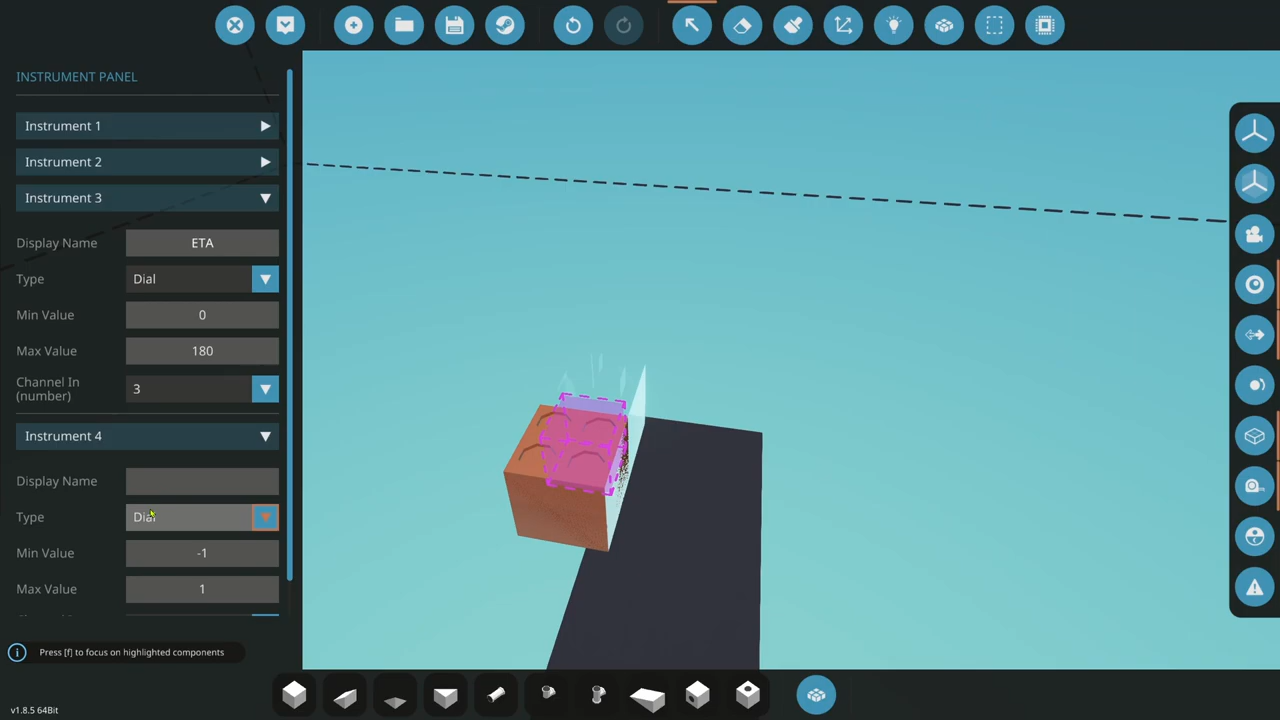 INSTRUMENT PANEL
Instrument 1
Instrument 2
Instrument 3
Display Name ETA
Type Dial
Min Value 0
Max Value 180
Channel In
(number) 3
Instrument 4
Display Name
Type Dial
Min Value -1
Max Value 1
Press [f] to focus on highlighted components
v1.8.5 64Bit